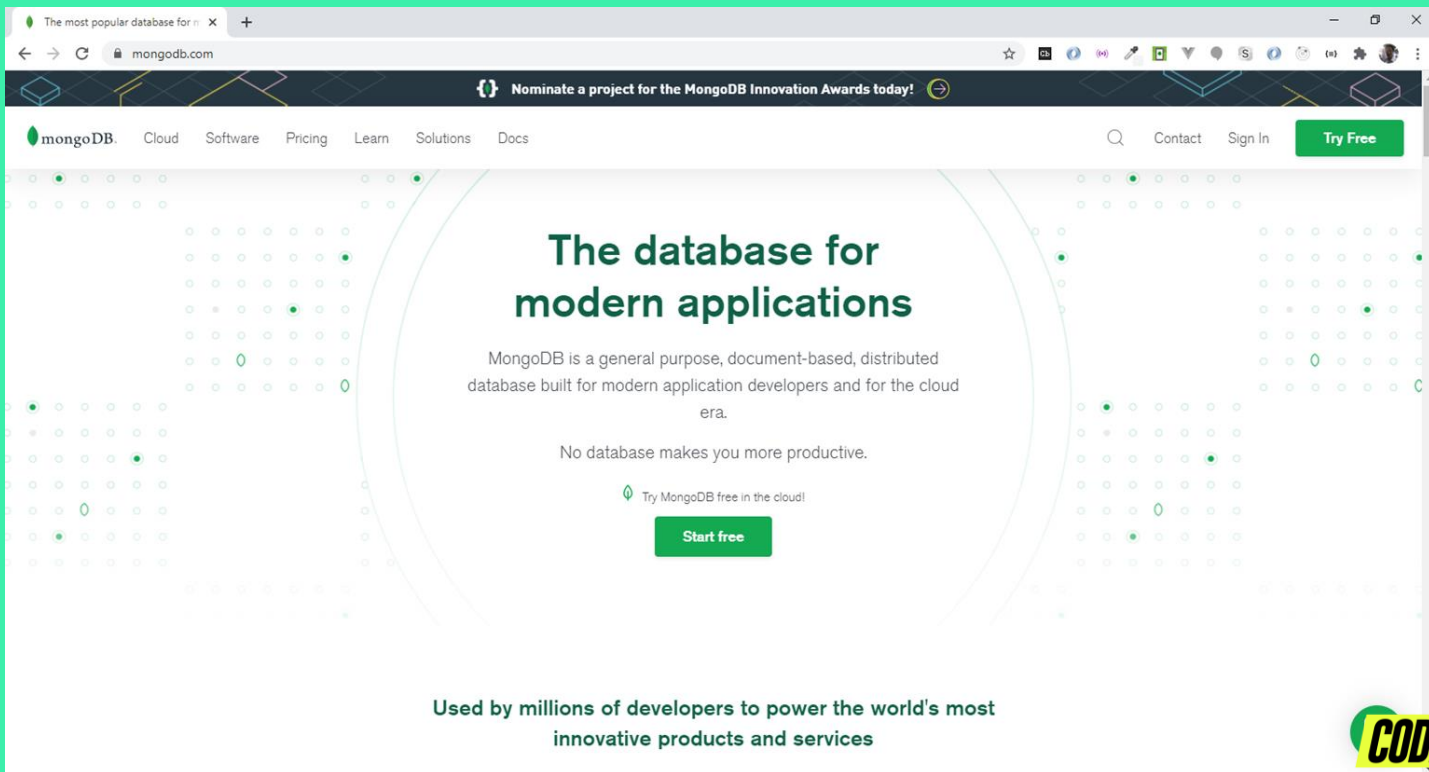 The most popular database for m
mongodb.com
Nominate a project for the MongoDB Innovation Awards today!
mongoDB.
Cloud
Software
Pricing
Learn
Solutions
Docs
Contact
Sign In
Try Free
The database for
modern applications
MongoDB is a general purpose, document-based, distributed
database built for modern application developers and for the cloud
era.
No database makes you more productive.
Try MongoDB free in the cloud!
Start free
Used by millions of developers to power the world's most
innovative products and services
COD